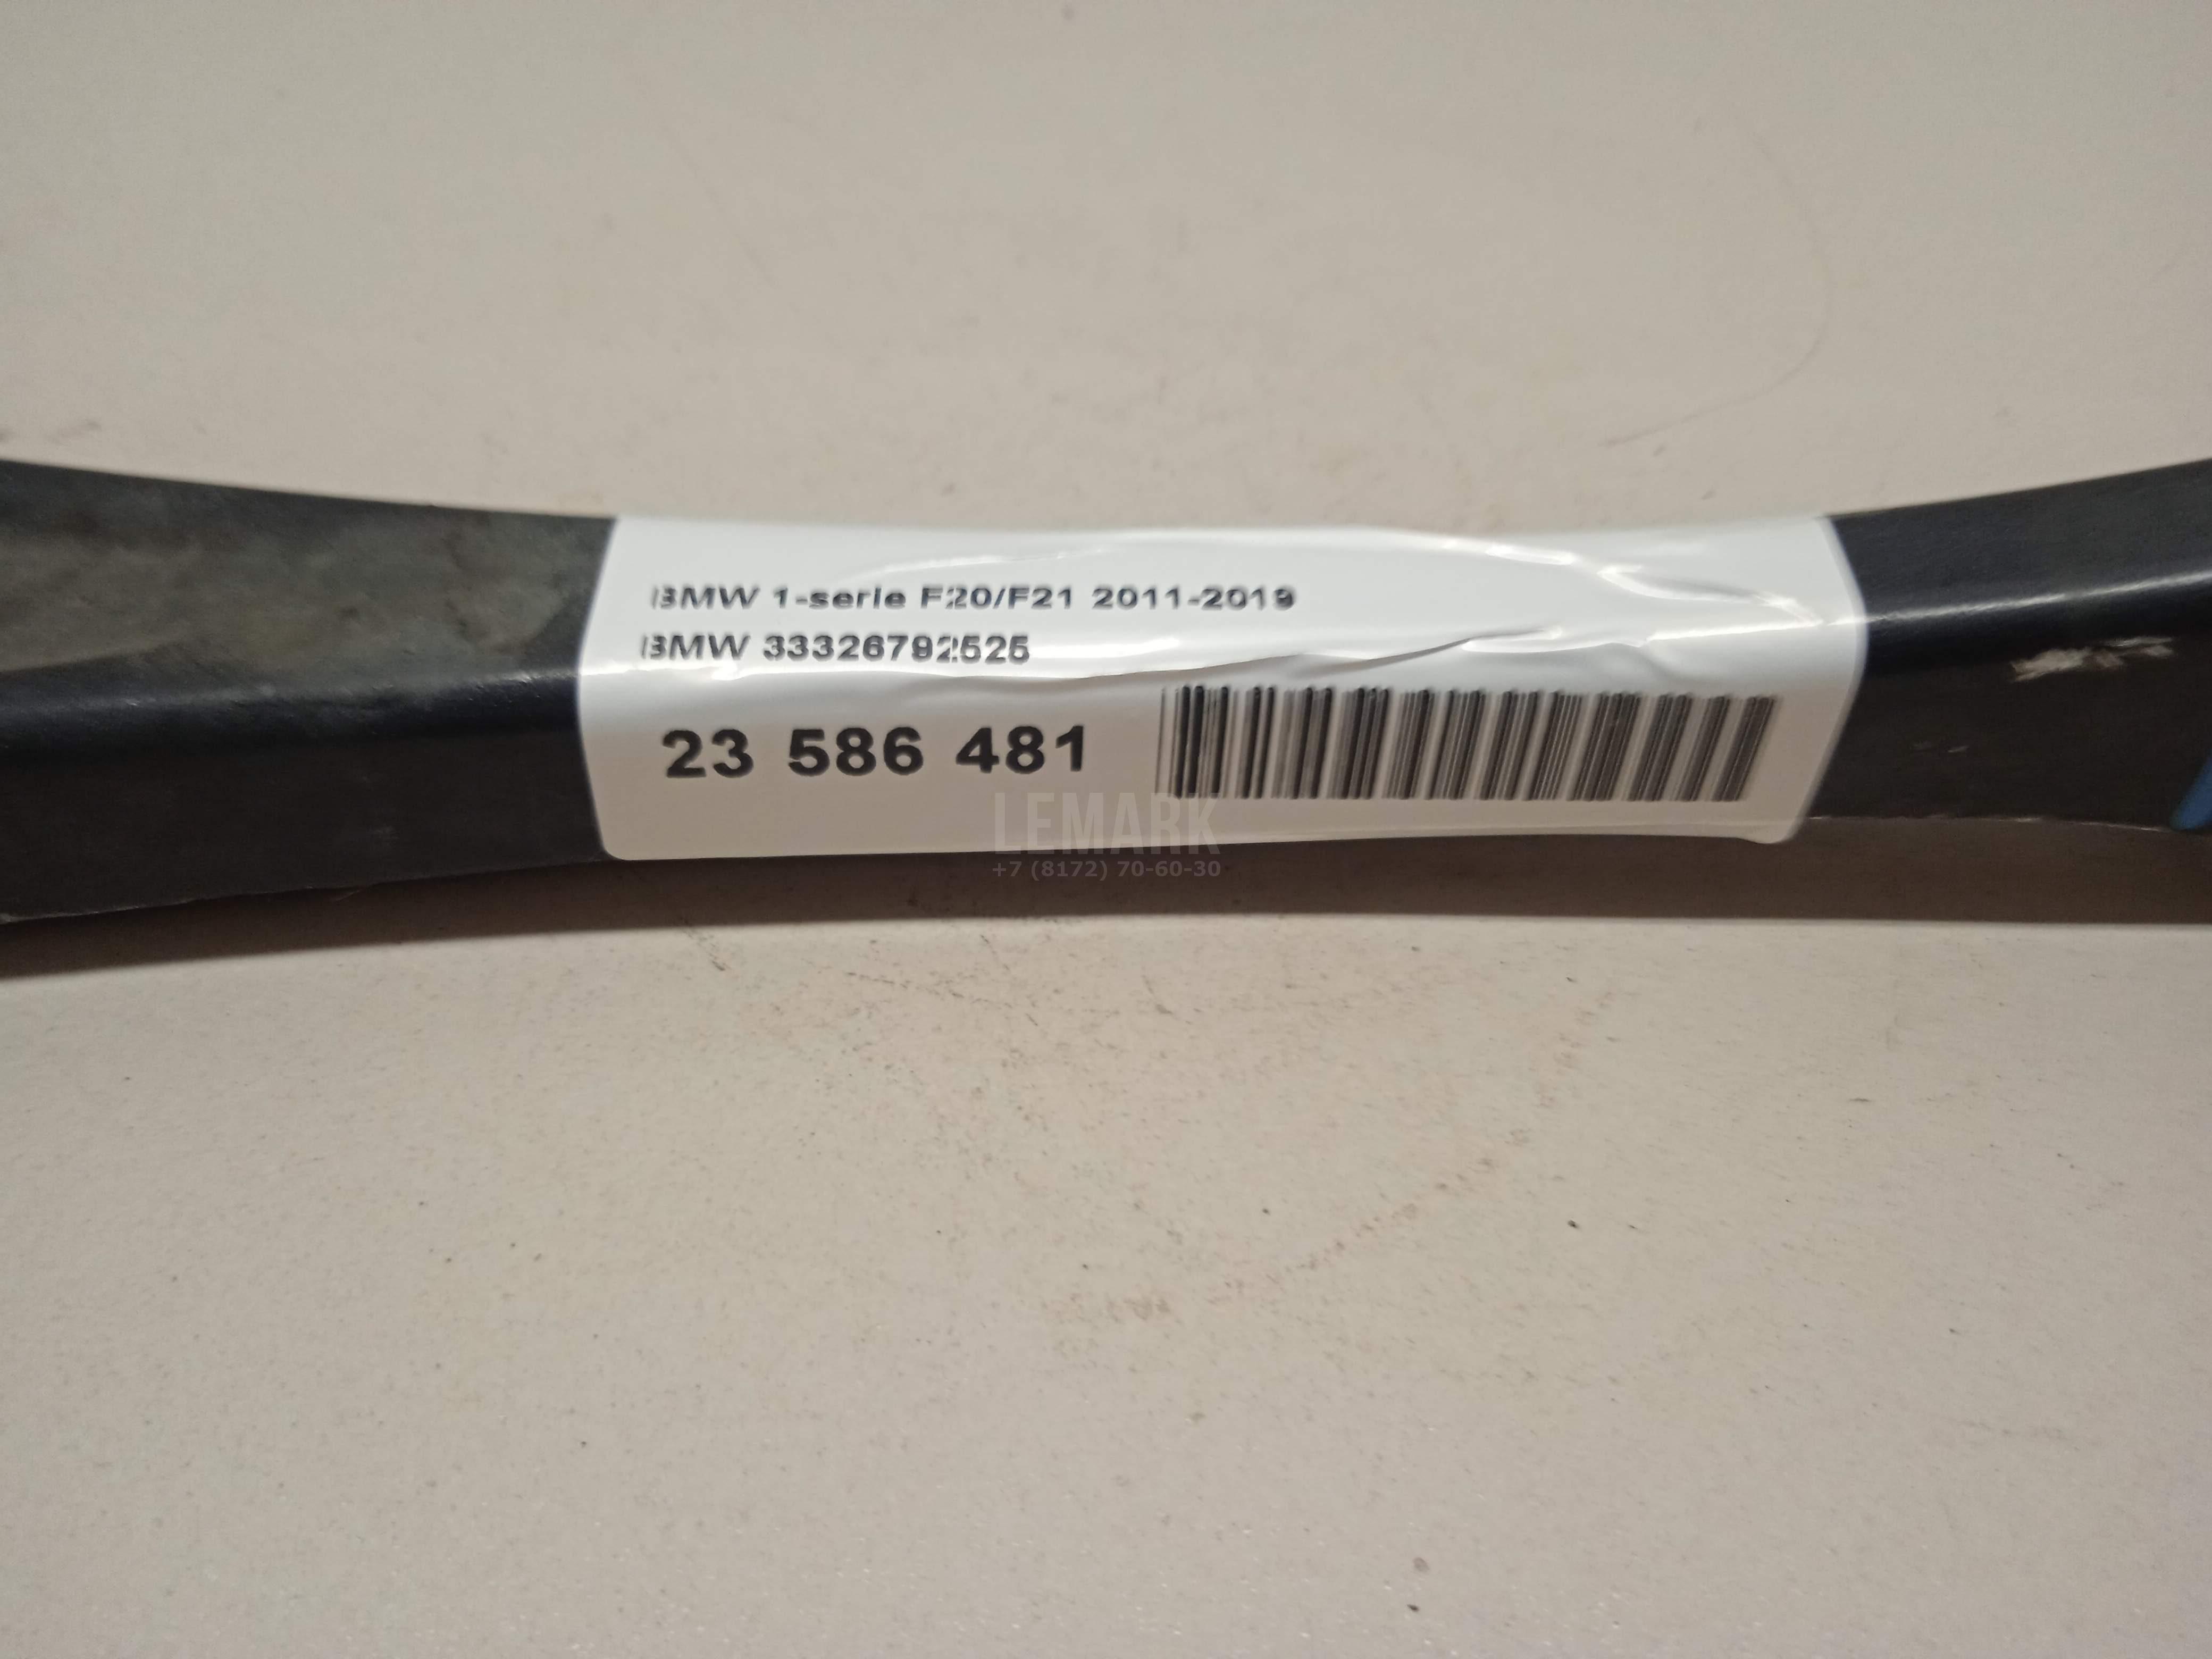 BMW 1-serie F20/F21 2011-2019
BMW 33326792525
23 586 481
LEMARK
+7 (8172) 70-60-30